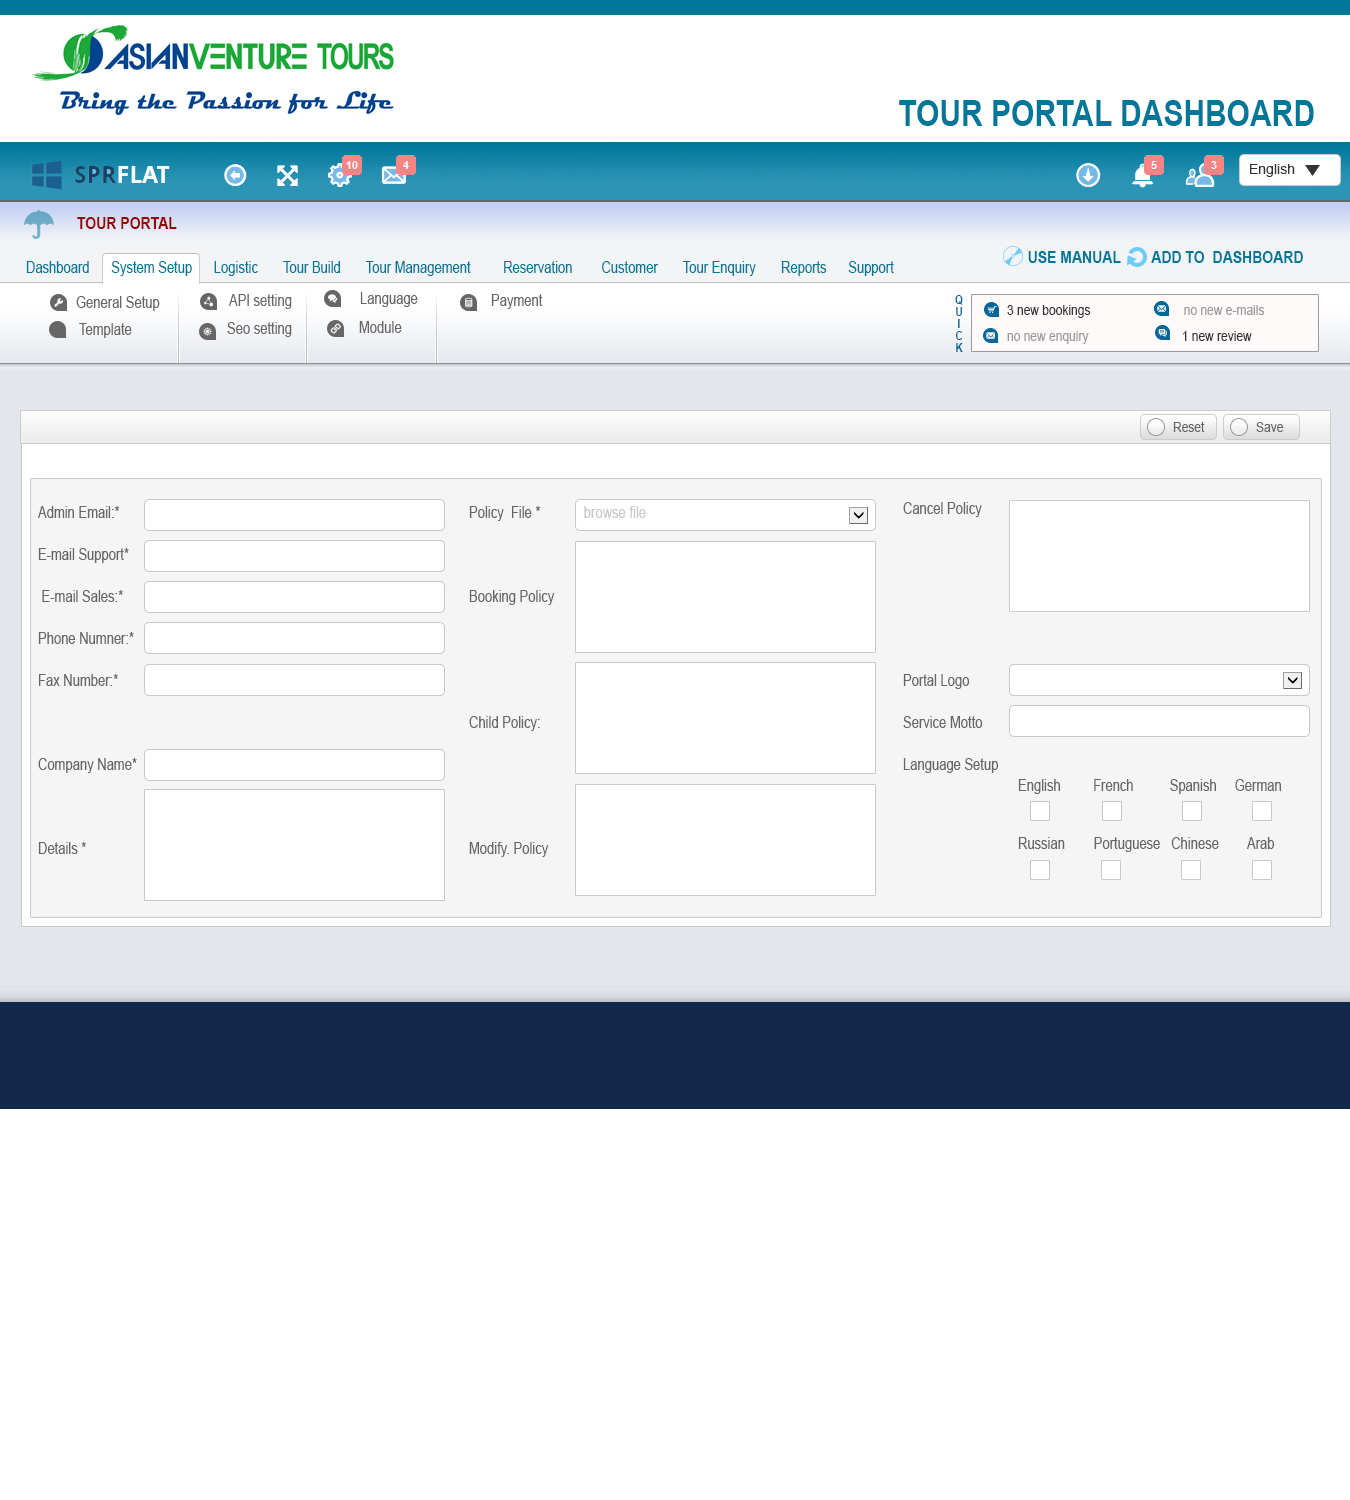 ASIANVENTURE TOURS
Bring the Passion for Life
TOUR PORTAL DASHBOARD
SPRFLAT
10
4
5
3
English
TOUR PORTAL
USE MANUAL
ADD TO DASHBOARD
Dashboard
System Setup
Logistic
Tour Build
Tour Management
Reservation
Customer
Tour Enquiry
Reports
Support
General Setup
API setting
Language
Payment
Template
Seo setting
Module
QUICK
3 new bookings
no new e-mails
no new enquiry
1 new review
Reset
Save
Admin Email:*
E-mail Support*
E-mail Sales:*
Phone Numner:*
Fax Number:*
Company Name*
Details *
Policy File *
browse file
Booking Policy
Child Policy:
Modify. Policy
Cancel Policy
Portal Logo
Service Motto
Language Setup
English
French
Spanish
German
Russian
Portuguese
Chinese
Arab